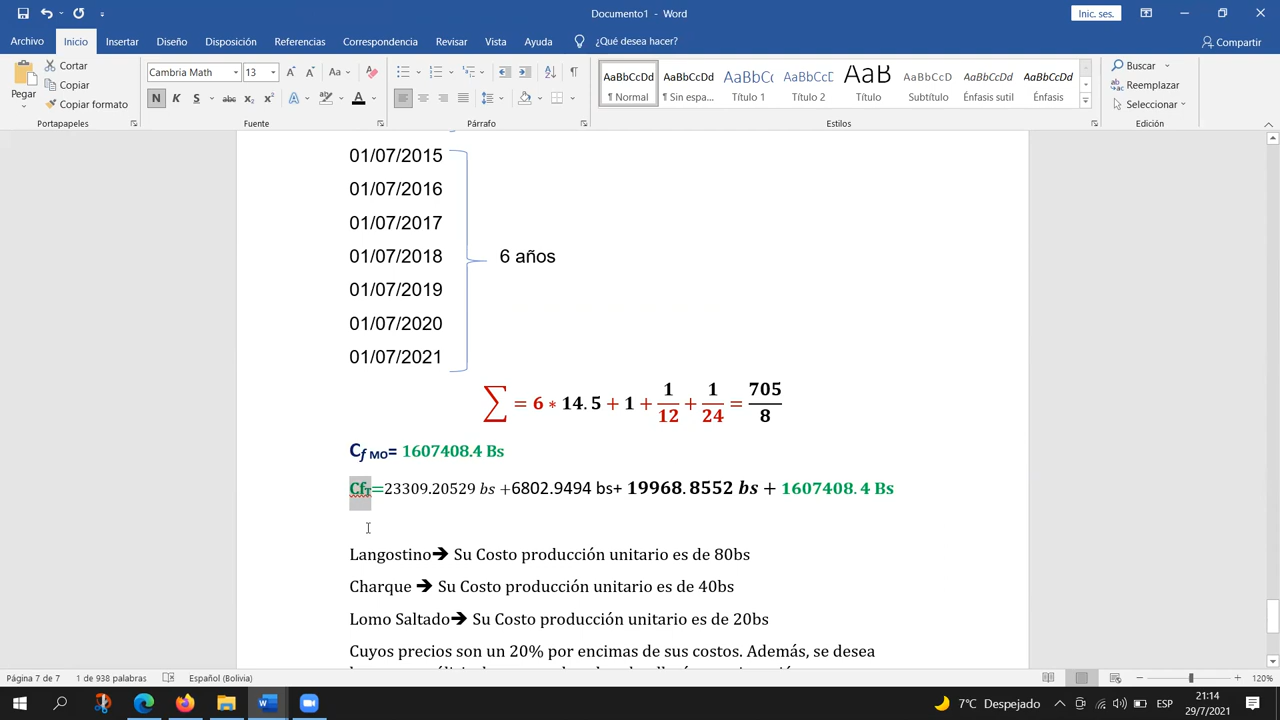 Documento1 - Word
Inic. ses.
Archivo Inicio Insertar Diseño Disposición Referencias Correspondencia Revisar Vista Ayuda ¿Qué desea hacer? Compartir
Pegar
Cortar
Copiar
Copiar formato
Portapapeles
Cambria Math 13 A A Aa
N K S abc x₂ x² A A
Fuente
Párrafo
AaBbCcDd AaBbCcDd AaBbCc AaBbCcE AaB AaBbCcD AaBbCcDd AaBbCcDd
¶ Normal ¶ Sin espa... Título 1 Título 2 Título Subtítulo Énfasis sutil Énfasis
Estilos
Buscar
Reemplazar
Seleccionar
Edición
01/07/2015
01/07/2016
01/07/2017
01/07/2018
6 años
01/07/2019
01/07/2020
01/07/2021
∑ = 6 * 14.5 + 1 + 1/12 + 1/24 = 705/8
Cf MO= 1607408.4 Bs
CfT=23309.20529 bs +6802.9494 bs+ 19968.8552 bs + 1607408.4 Bs
Langostino➔ Su Costo producción unitario es de 80bs
Charque ➔ Su Costo producción unitario es de 40bs
Lomo Saltado➔ Su Costo producción unitario es de 20bs
Cuyos precios son un 20% por encimas de sus costos. Además, se desea
Página 7 de 7 1 de 938 palabras Español (Bolivia) 120%
7°C Despejado ESP 21:14
29/7/2021